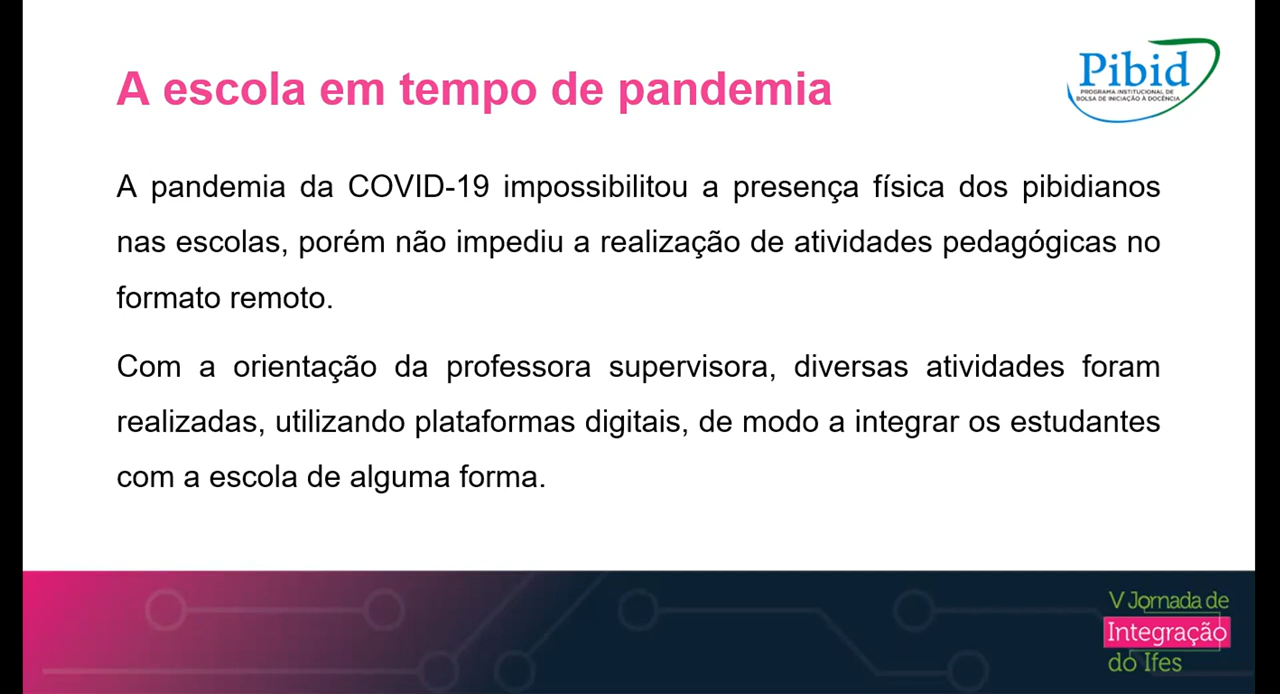 A escola em tempo de pandemia
Pibid
PROGRAMA INSTITUCIONAL DE
BOLSA DE INICIAÇÃO À DOCÊNCIA
A pandemia da COVID-19 impossibilitou a presença física dos pibidianos
nas escolas, porém não impediu a realização de atividades pedagógicas no
formato remoto.
Com a orientação da professora supervisora, diversas atividades foram
realizadas, utilizando plataformas digitais, de modo a integrar os estudantes
com a escola de alguma forma.
V Jornada de
Integração
do Ifes